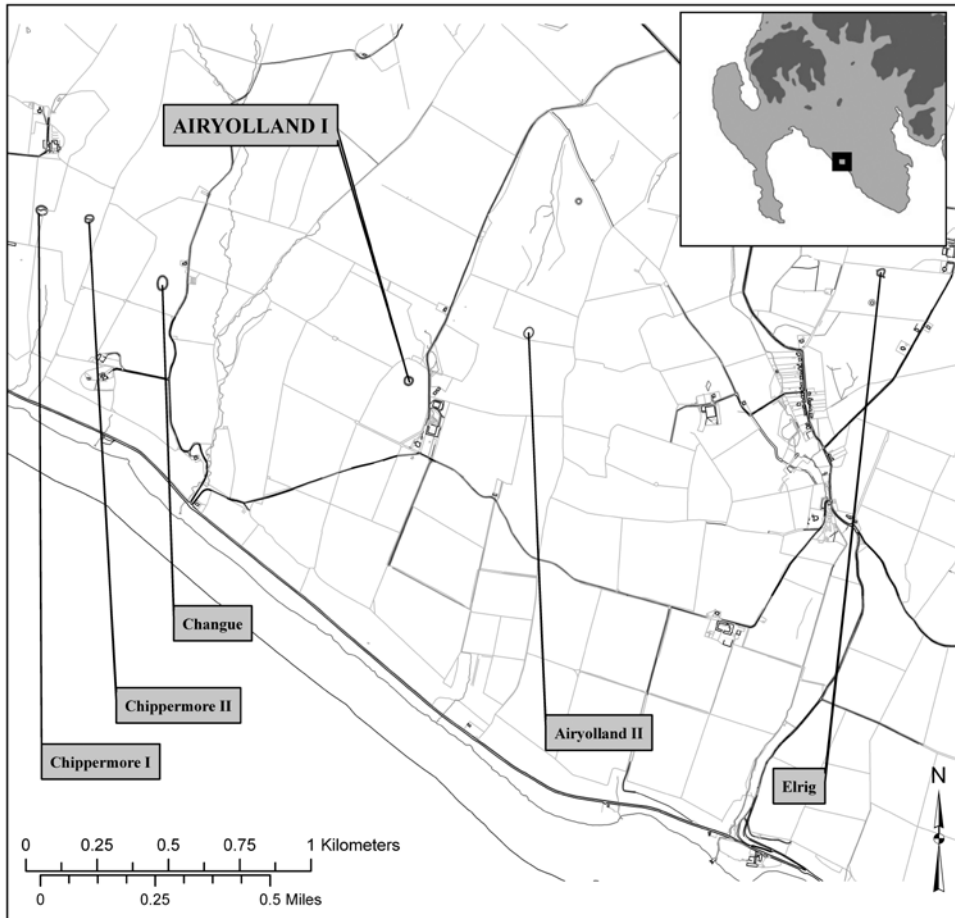 AIRYOLLAND I
Changue
Chippermore II
Airyolland II
Chippermore I
Elrig
N
0 0.25 0.5 0.75 1 Kilometers
0 0.25 0.5 Miles